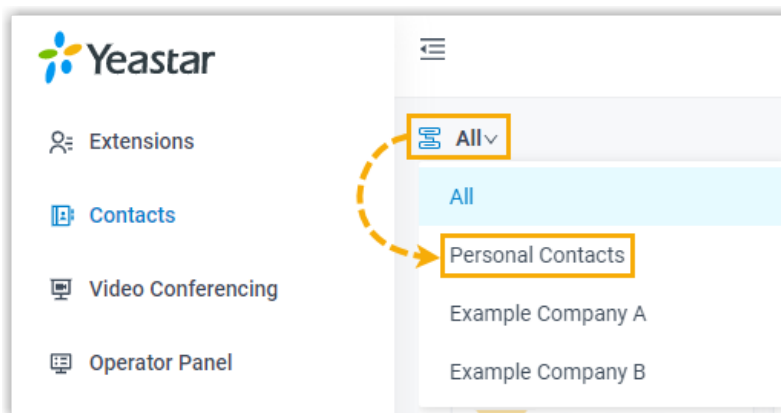 Yeastar
Extensions
Contacts
Video Conferencing
Operator Panel
All
All
Personal Contacts
Example Company A
Example Company B